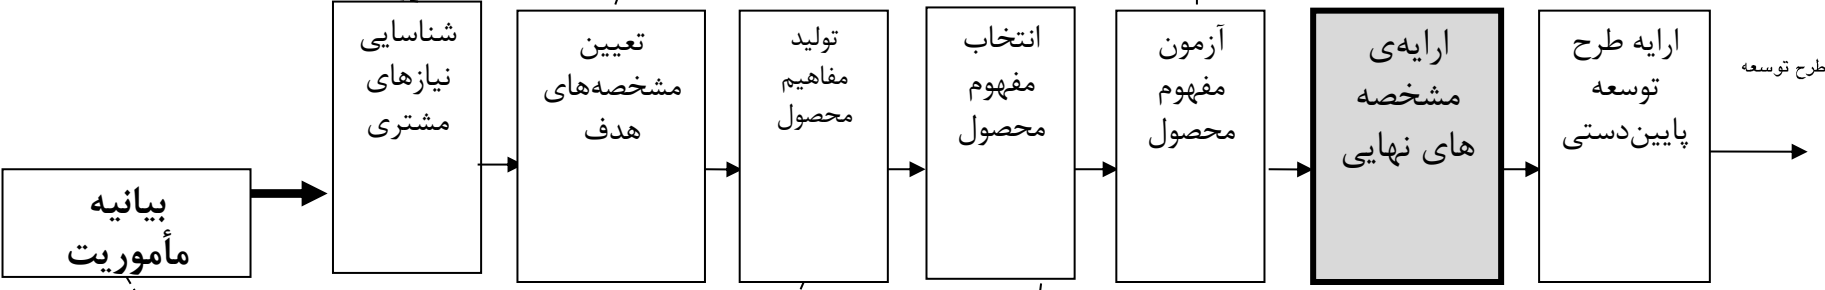 بیانیه
مأموریت
شناسایی
نیازهای
مشتری
تعیین
مشخصه‌های
هدف
تولید
مفاهیم
محصول
انتخاب
مفهوم
محصول
آزمون
مفهوم
محصول
ارایه‌ی
مشخصه
های نهایی
ارایه طرح
توسعه
پایین‌دستی
طرح توسعه